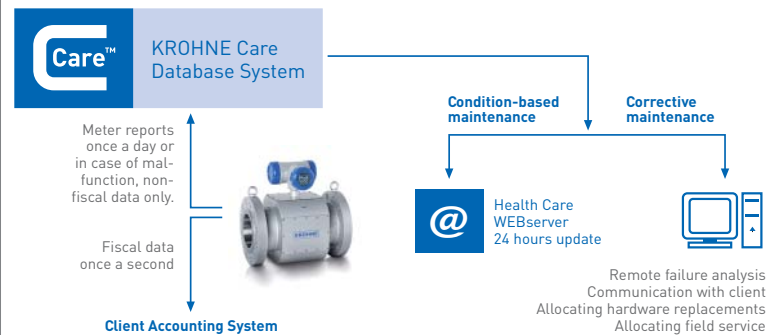 Care™
KROHNE Care
Database System
Condition-based
maintenance
Corrective
maintenance
Meter reports
once a day or
in case of mal-
function, non-
fiscal data only.
KROHNE
@
Health Care
WEBserver
24 hours update
Fiscal data
once a second
Remote failure analysis
Communication with client
Allocating hardware replacements
Allocating field service
Client Accounting System